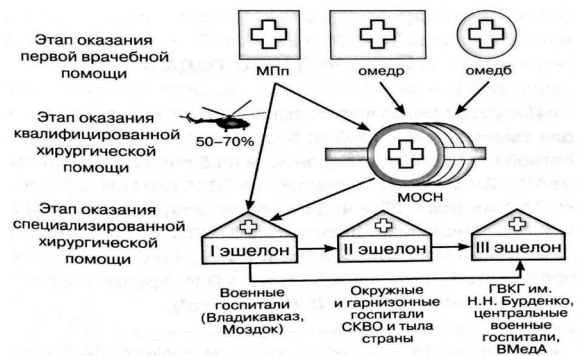 Этап оказания
первой врачебной
помощи
МПп
омедр
омедб
Этап оказания
квалифицированной
хирургической
помощи
50–70%
МОСН
Этап оказания
специализированной
хирургической
помощи
I эшелон
II эшелон
III эшелон
Военные
госпитали
(Владикавказ,
Моздок)
Окружные
и гарнизонные
госпитали
СКВО и тыла
страны
ГВКГ им.
Н.Н. Бурденко,
центральные
военные
госпитали,
ВМедА